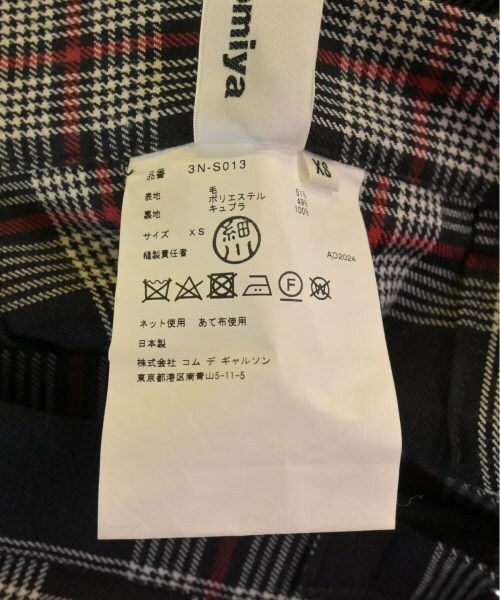 omiya
XS
品番 3N-S013
表地 毛 51%
ポリエステル 49%
裏地 キュプラ 100%
サイズ XS
縫製責任者 細川
AD2024
F
W
ネット使用 あて布使用
日本製
株式会社 コム デ ギャルソン
東京都港区南青山5-11-5